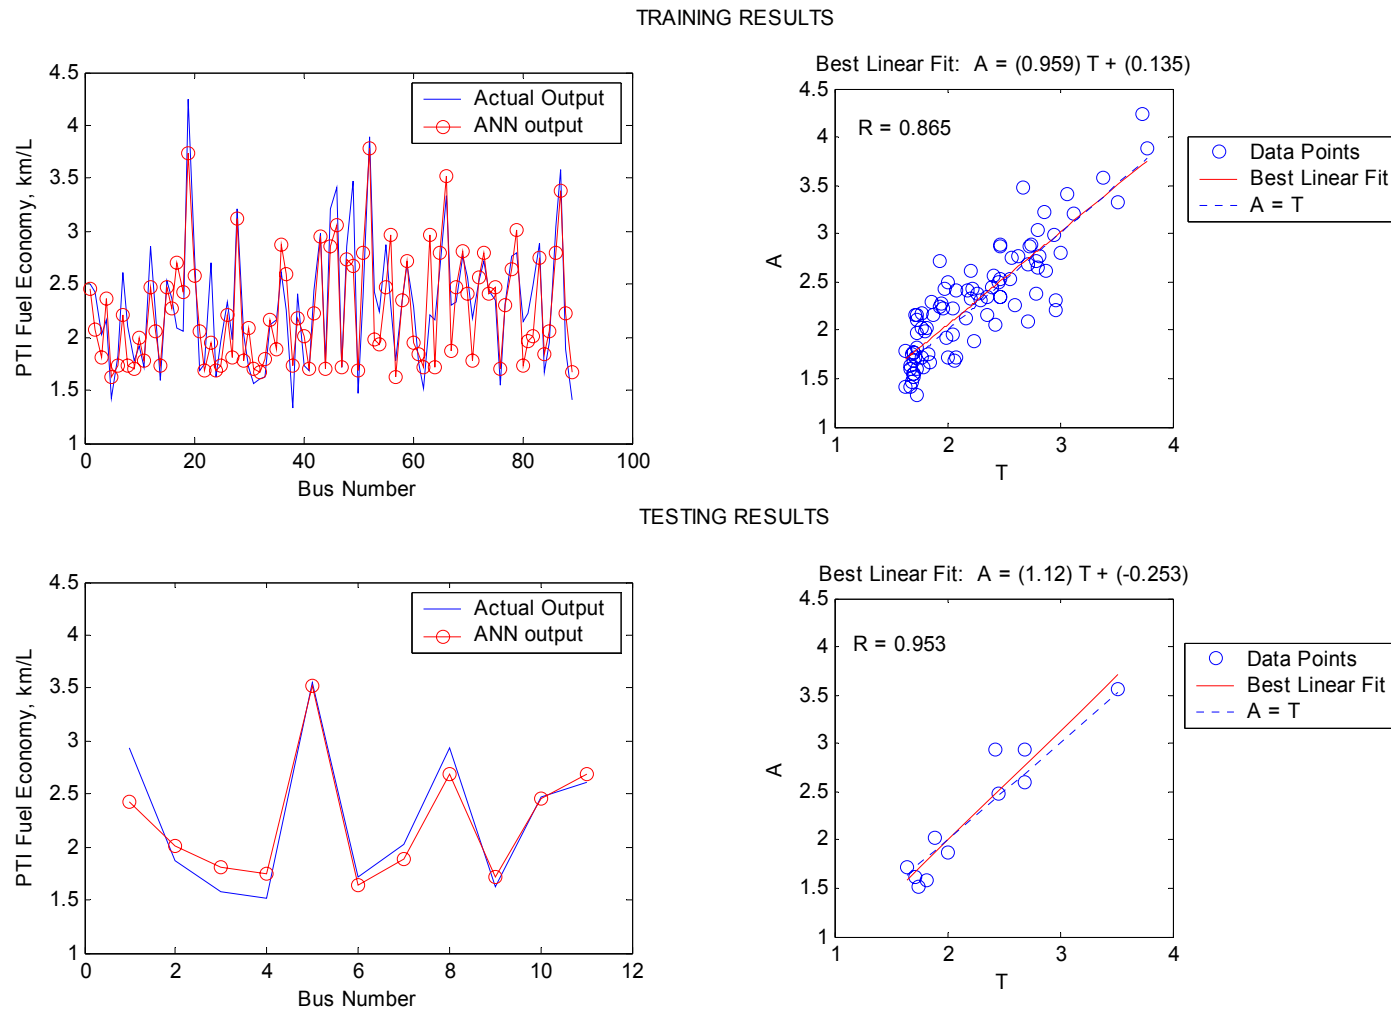 TRAINING RESULTS
4.5
4
3.5
3
2.5
2
1.5
1
PTI Fuel Economy, km/L
Actual Output
ANN output
0
20
40
60
80
100
Bus Number
Best Linear Fit: A = (0.959) T + (0.135)
4.5
4
3.5
3
2.5
2
1.5
1
A
R = 0.865
Data Points
Best Linear Fit
A = T
1
2
3
4
T
TESTING RESULTS
4.5
4
3.5
3
2.5
2
1.5
1
PTI Fuel Economy, km/L
Actual Output
ANN output
0
2
4
6
8
10
12
Bus Number
Best Linear Fit: A = (1.12) T + (-0.253)
4.5
4
3.5
3
2.5
2
1.5
1
A
R = 0.953
Data Points
Best Linear Fit
A = T
1
2
3
4
T